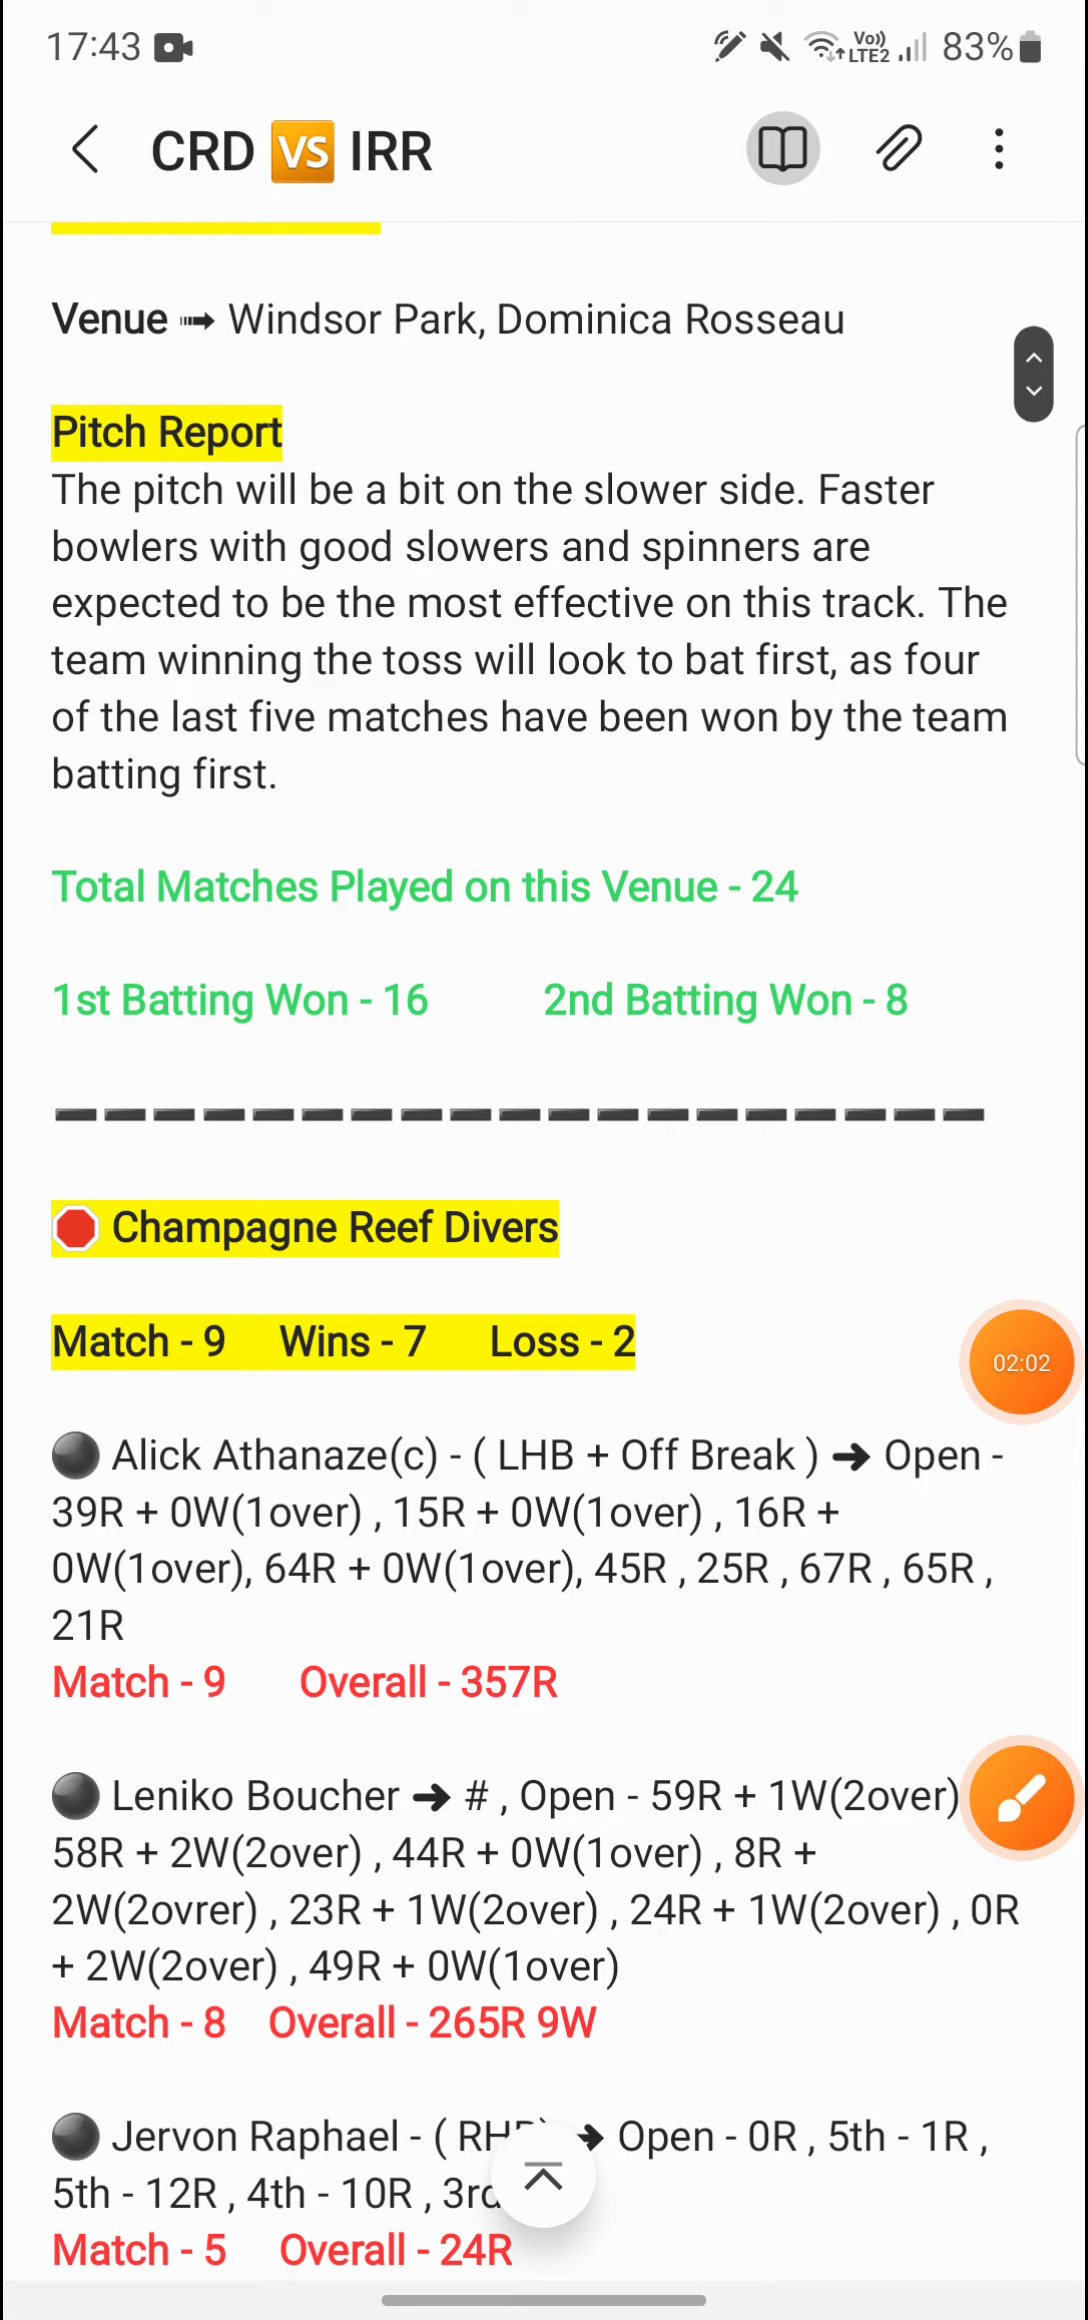 17:43 Vo)) LTE2 83%
CRD VS IRR
Venue ➟ Windsor Park, Dominica Rosseau
Pitch Report
The pitch will be a bit on the slower side. Faster
bowlers with good slowers and spinners are
expected to be the most effective on this track. The
team winning the toss will look to bat first, as four
of the last five matches have been won by the team
batting first.
Total Matches Played on this Venue - 24
1st Batting Won - 16 2nd Batting Won - 8
Champagne Reef Divers
Match - 9 Wins - 7 Loss - 2
02:02
Alick Athanaze(c) - ( LHB + Off Break ) ➔ Open -
39R + 0W(1over) , 15R + 0W(1over) , 16R +
0W(1over), 64R + 0W(1over), 45R , 25R , 67R , 65R ,
21R
Match - 9 Overall - 357R
Leniko Boucher ➔ # , Open - 59R + 1W(2over)
58R + 2W(2over) , 44R + 0W(1over) , 8R +
2W(2ovrer) , 23R + 1W(2over) , 24R + 1W(2over) , 0R
+ 2W(2over) , 49R + 0W(1over)
Match - 8 Overall - 265R 9W
Jervon Raphael - ( ➔ Open - 0R , 5th - 1R ,
5th - 12R , 4th - 10R ,
Match - 5 Overall - 24R